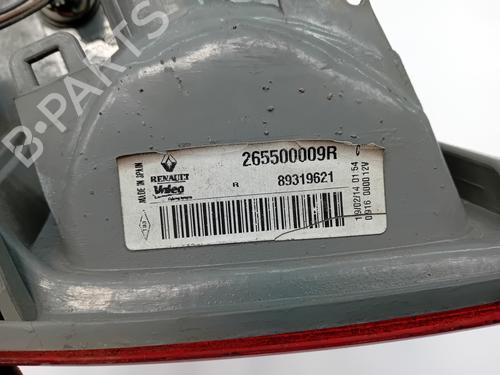 B-PARTS
MADE IN SPAIN
RENAULT
Valeo
265500009R
R 89319621
19/02/14 01 54
0916 000012V